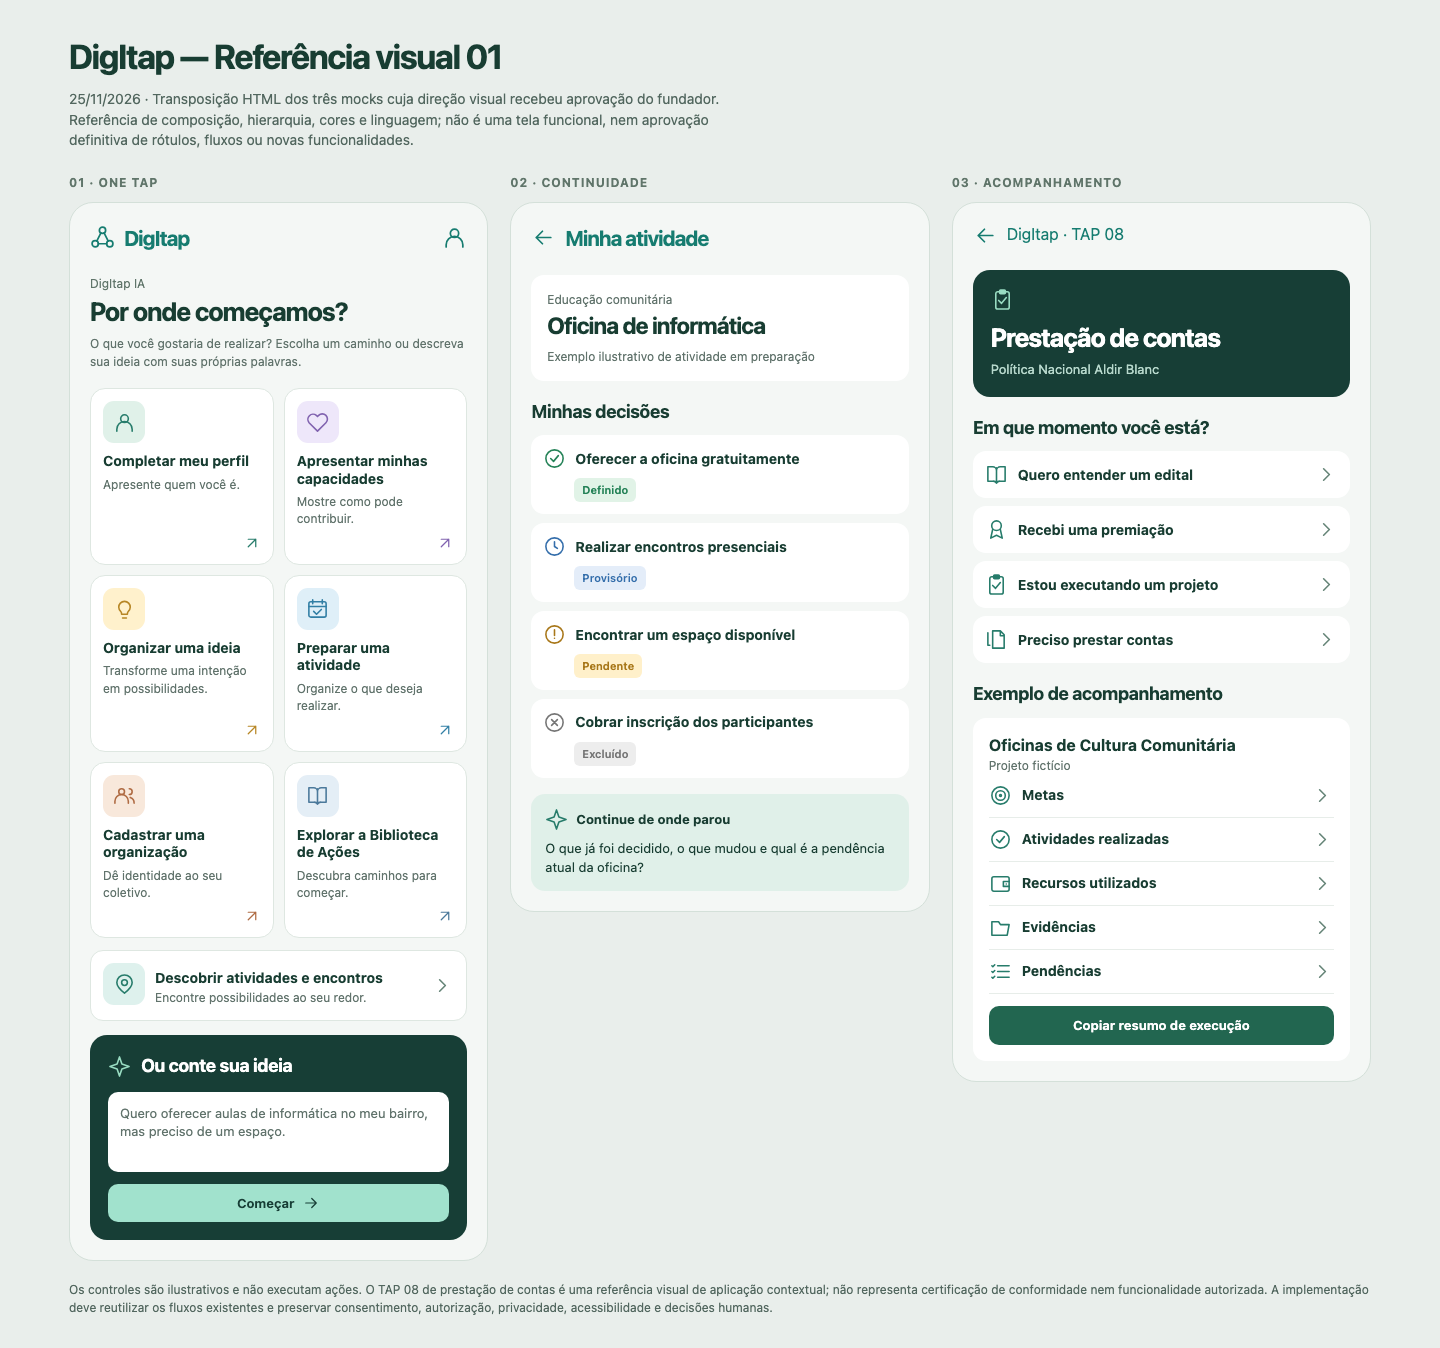 DigItap — Referência visual 01
25/11/2026 · Transposição HTML dos três mocks cuja direção visual recebeu aprovação do fundador.
Referência de composição, hierarquia, cores e linguagem; não é uma tela funcional, nem aprovação
definitiva de rótulos, fluxos ou novas funcionalidades.
01 · ONE TAP
DigItap
DigItap IA
Por onde começamos?
O que você gostaria de realizar? Escolha um caminho ou descreva
sua ideia com suas próprias palavras.
Completar meu perfil
Apresente quem você é.
Apresentar minhas
capacidades
Mostre como pode
contribuir.
Organizar uma ideia
Transforme uma intenção
em possibilidades.
Preparar uma
atividade
Organize o que deseja
realizar.
Cadastrar uma
organização
Dê identidade ao seu
coletivo.
Explorar a Biblioteca
de Ações
Descubra caminhos para
começar.
Descobrir atividades e encontros
Encontre possibilidades ao seu redor.
Ou conte sua ideia
Quero oferecer aulas de informática no meu bairro,
mas preciso de um espaço.
Começar
02 · CONTINUIDADE
Minha atividade
Educação comunitária
Oficina de informática
Exemplo ilustrativo de atividade em preparação
Minhas decisões
Oferecer a oficina gratuitamente
Definido
Realizar encontros presenciais
Provisório
Encontrar um espaço disponível
Pendente
Cobrar inscrição dos participantes
Excluído
Continue de onde parou
O que já foi decidido, o que mudou e qual é a pendência
atual da oficina?
03 · ACOMPANHAMENTO
DigItap · TAP 08
Prestação de contas
Política Nacional Aldir Blanc
Em que momento você está?
Quero entender um edital
Recebi uma premiação
Estou executando um projeto
Preciso prestar contas
Exemplo de acompanhamento
Oficinas de Cultura Comunitária
Projeto fictício
Metas
Atividades realizadas
Recursos utilizados
Evidências
Pendências
Copiar resumo de execução
Os controles são ilustrativos e não executam ações. O TAP 08 de prestação de contas é uma referência visual de aplicação contextual; não representa certificação de conformidade nem funcionalidade autorizada. A implementação
deve reutilizar os fluxos existentes e preservar consentimento, autorização, privacidade, acessibilidade e decisões humanas.